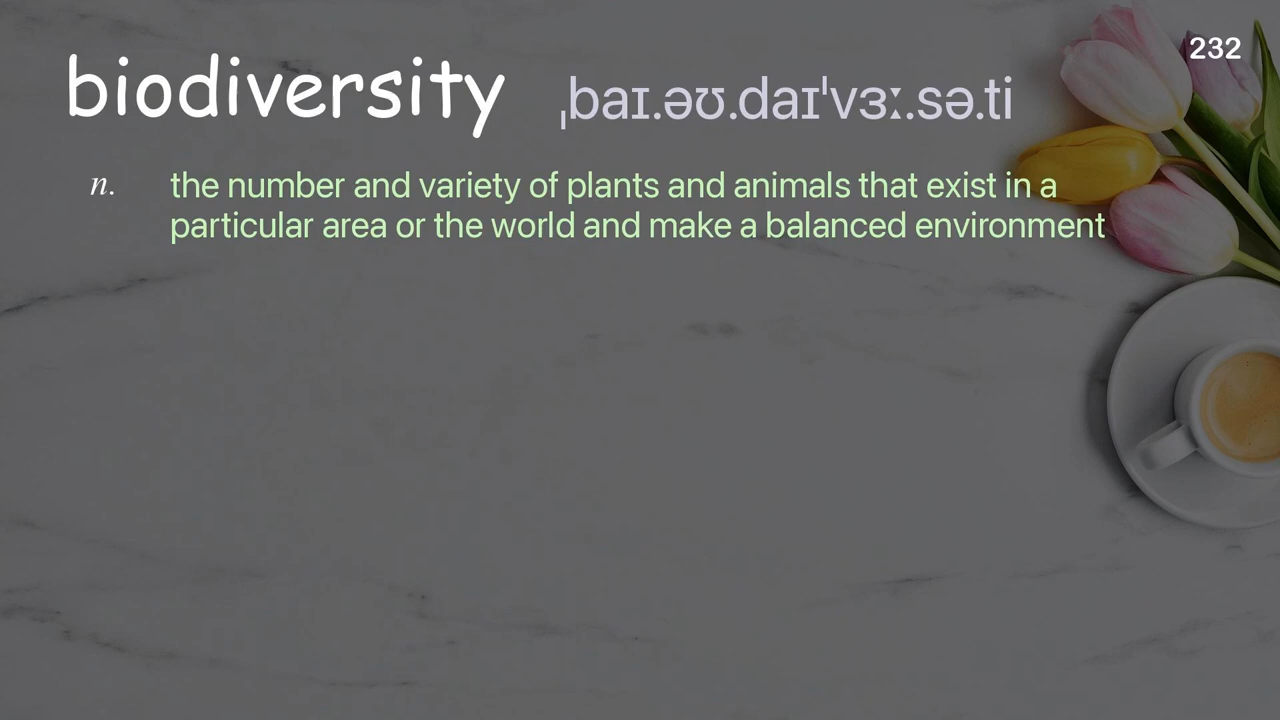 232
biodiversity ˌbaɪ.əʊ.daɪˈvɜː.sə.ti
n. the number and variety of plants and animals that exist in a
particular area or the world and make a balanced environment